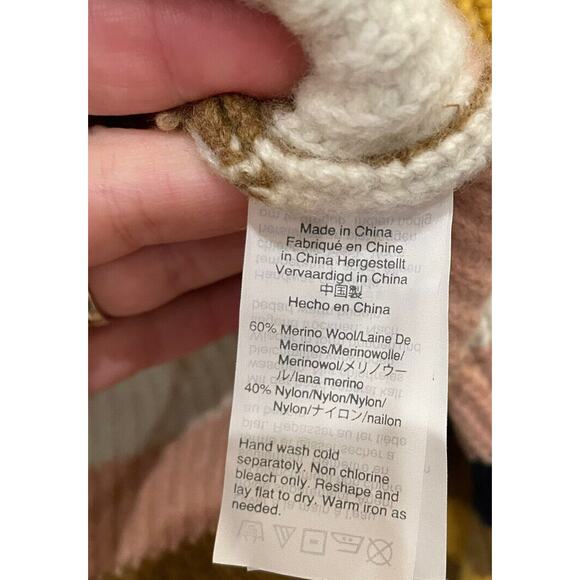 Made in China
Fabriqué en Chine
in China Hergestellt
Vervaardigd in China
中国製
Hecho en China
60% Merino Wool/Laine De
Merinos/Merinowolle/
Merinowol/メリノウー
ル/lana merino
40% Nylon/Nylon/Nylon/
Nylon/ナイロン/nailon
Hand wash cold
separately. Non chlorine
bleach only. Reshape and
lay flat to dry. Warm iron as
needed.